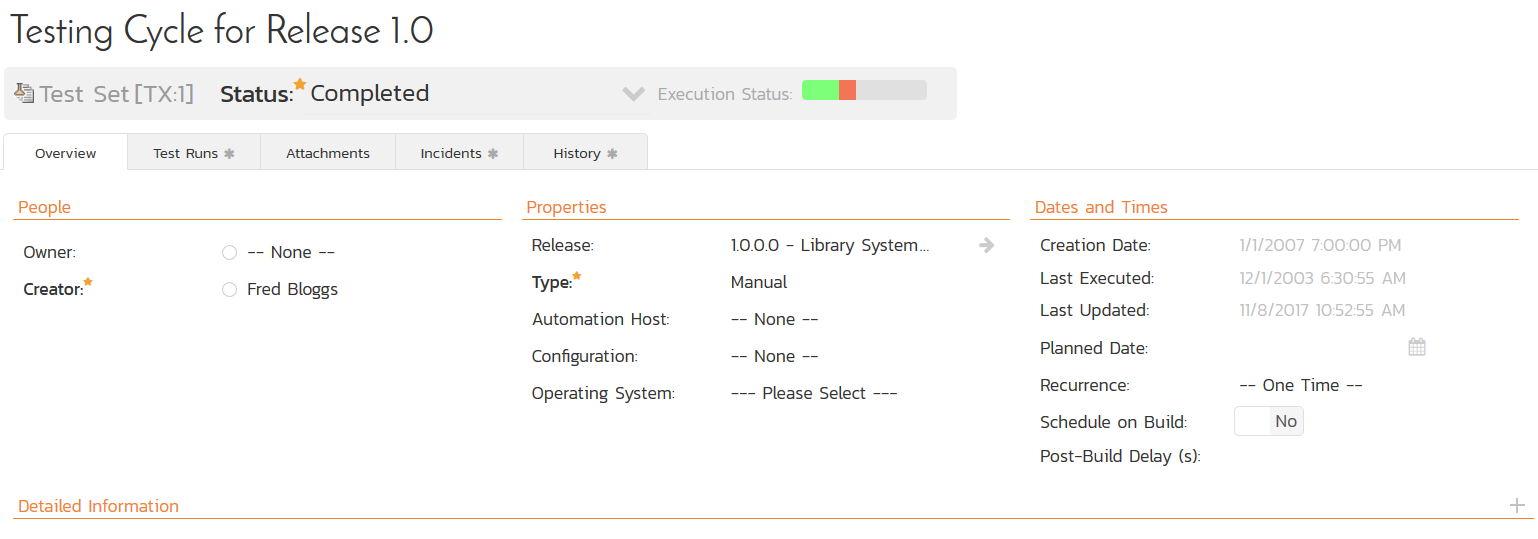 Testing Cycle for Release 1.0
Test Set [TX:1] Status: Completed Execution Status:
Overview Test Runs Attachments Incidents History
People
Owner: -- None --
Creator: Fred Bloggs
Properties
Release: 1.0.0.0 - Library System...
Type: Manual
Automation Host: -- None --
Configuration: -- None --
Operating System: --- Please Select ---
Dates and Times
Creation Date: 1/1/2007 7:00:00 PM
Last Executed: 12/1/2003 6:30:55 AM
Last Updated: 11/8/2017 10:52:55 AM
Planned Date:
Recurrence: -- One Time --
Schedule on Build: No
Post-Build Delay (s):
Detailed Information